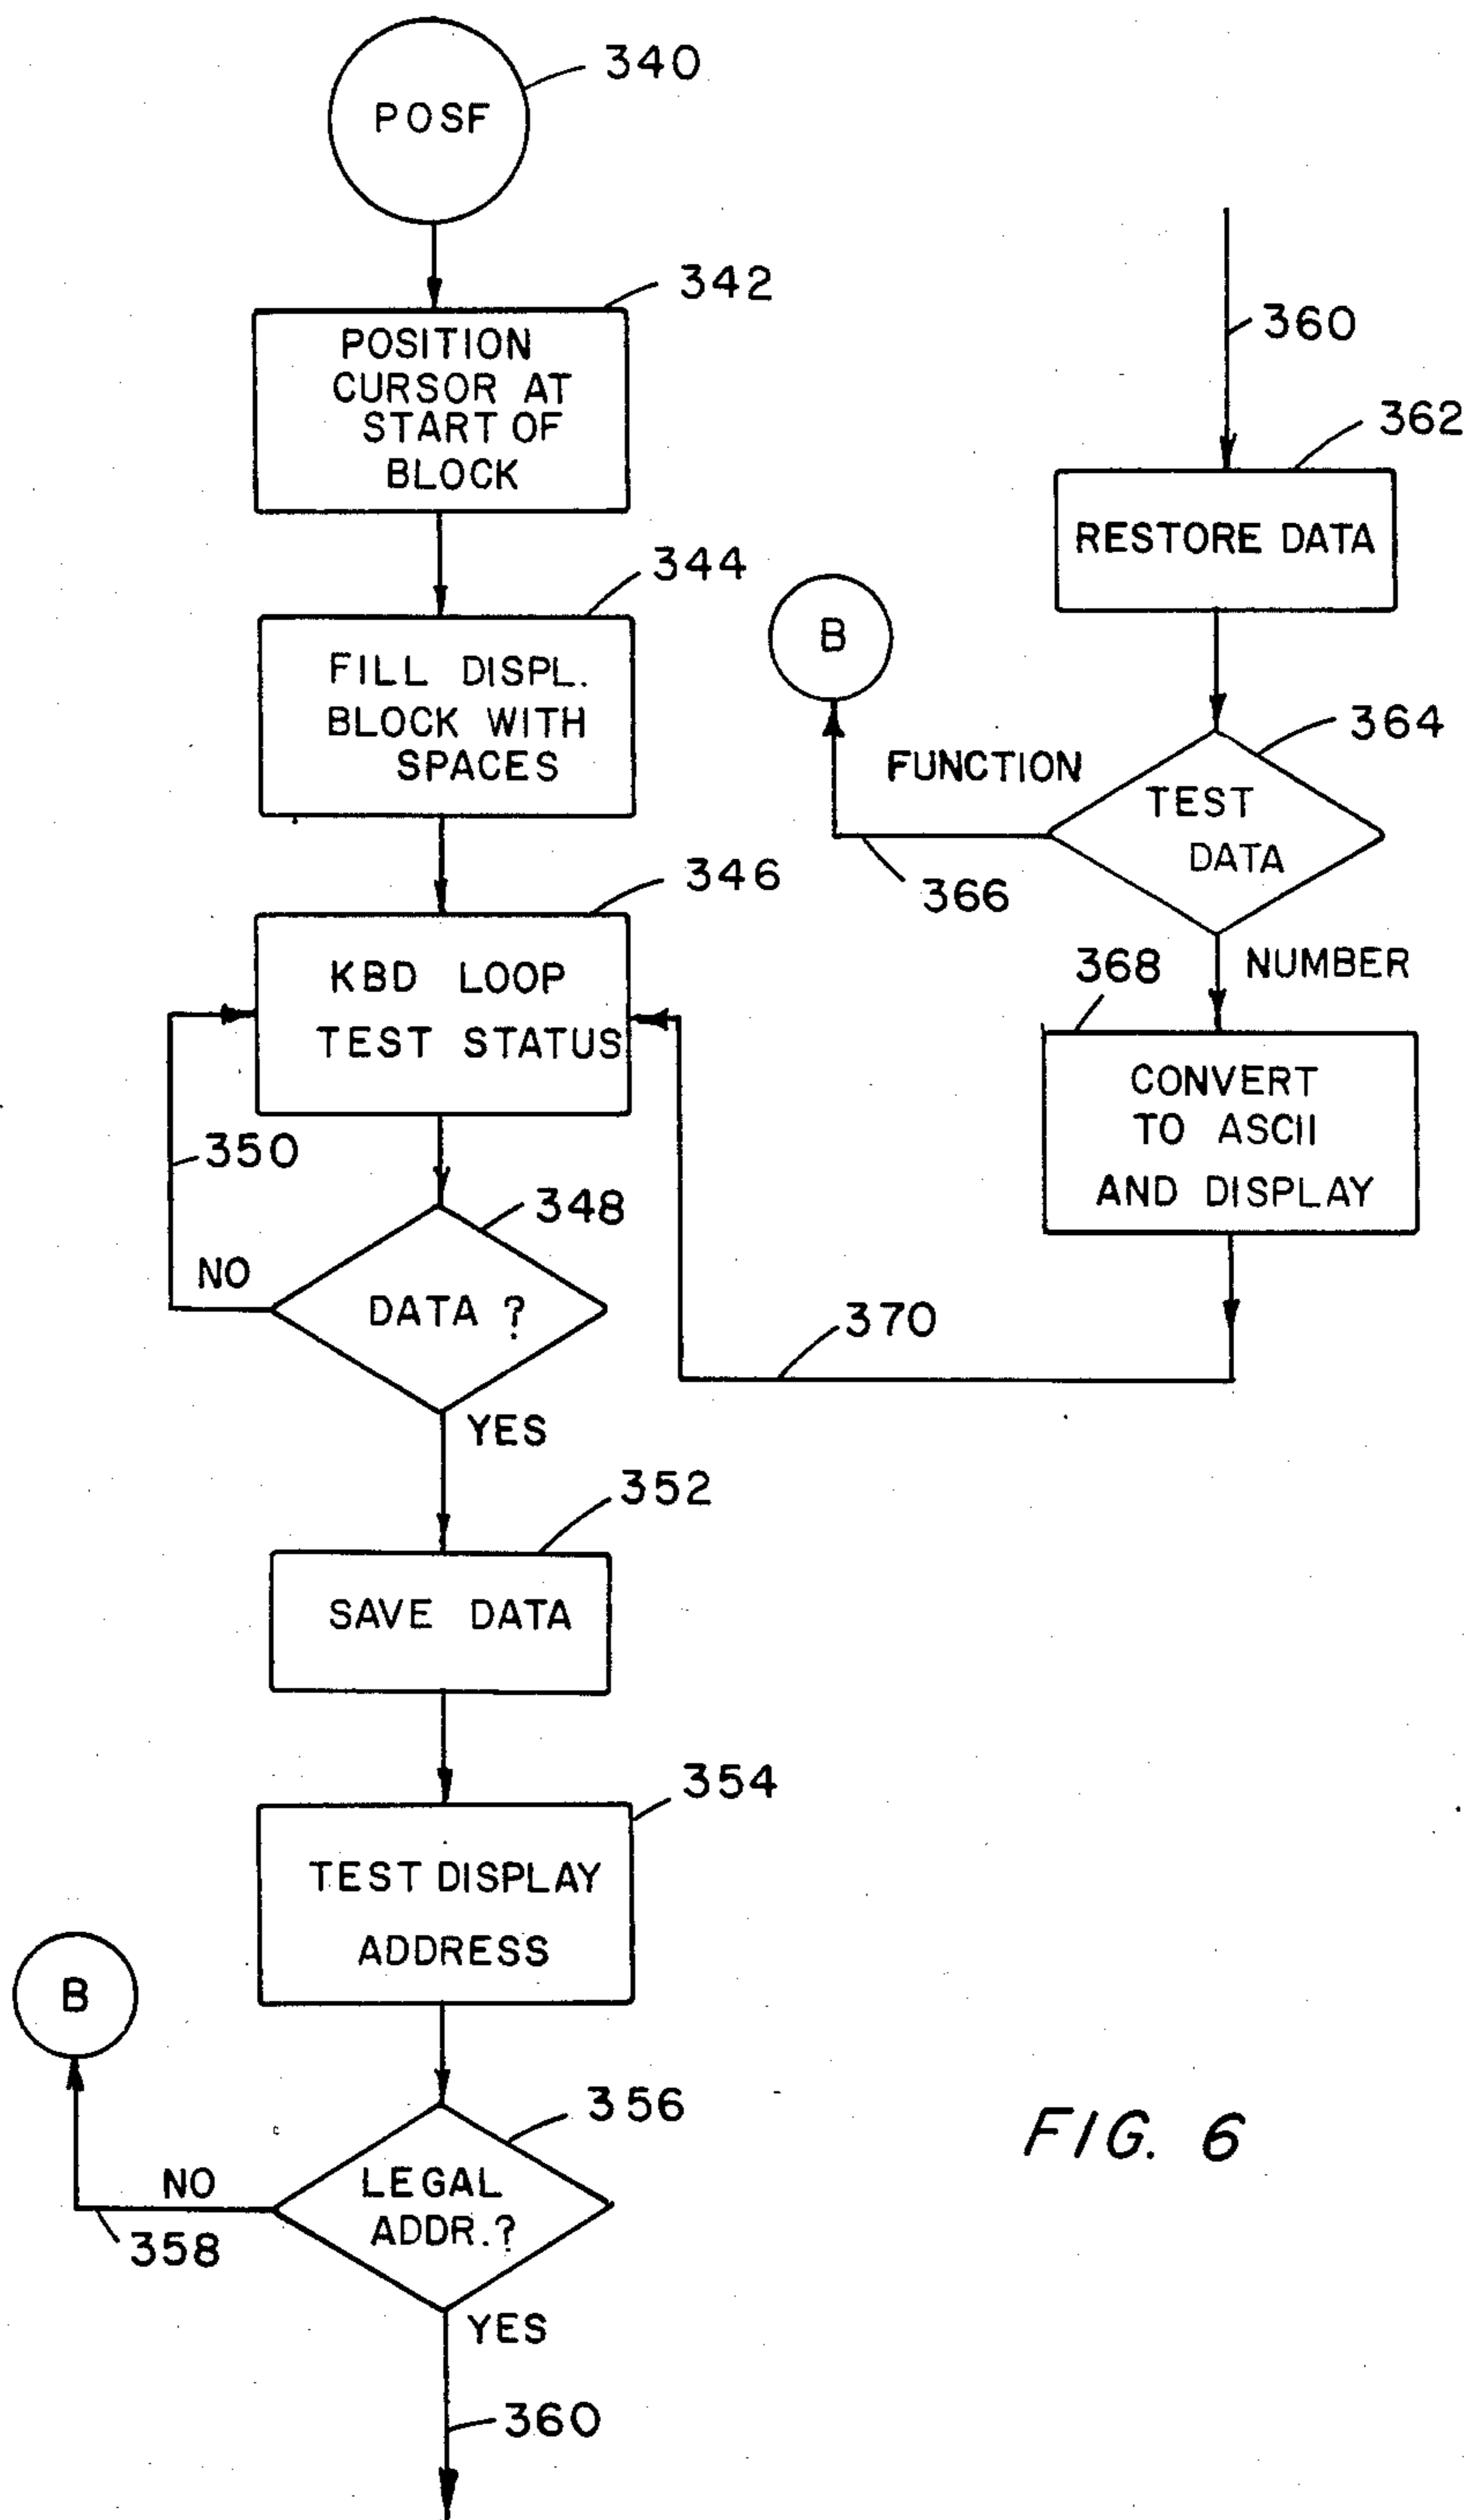 POSF
340
342
POSITION
CURSOR AT
START OF
BLOCK
344
FILL DISPL.
BLOCK WITH
SPACES
346
KBD LOOP
TEST STATUS
350
348
NO
DATA ?
YES
352
SAVE DATA
354
TEST DISPLAY
ADDRESS
B
356
NO
LEGAL
ADDR.?
358
YES
360
360
362
RESTORE DATA
B
364
FUNCTION
TEST
DATA
366
368
NUMBER
CONVERT
TO ASCII
AND DISPLAY
370
FIG. 6